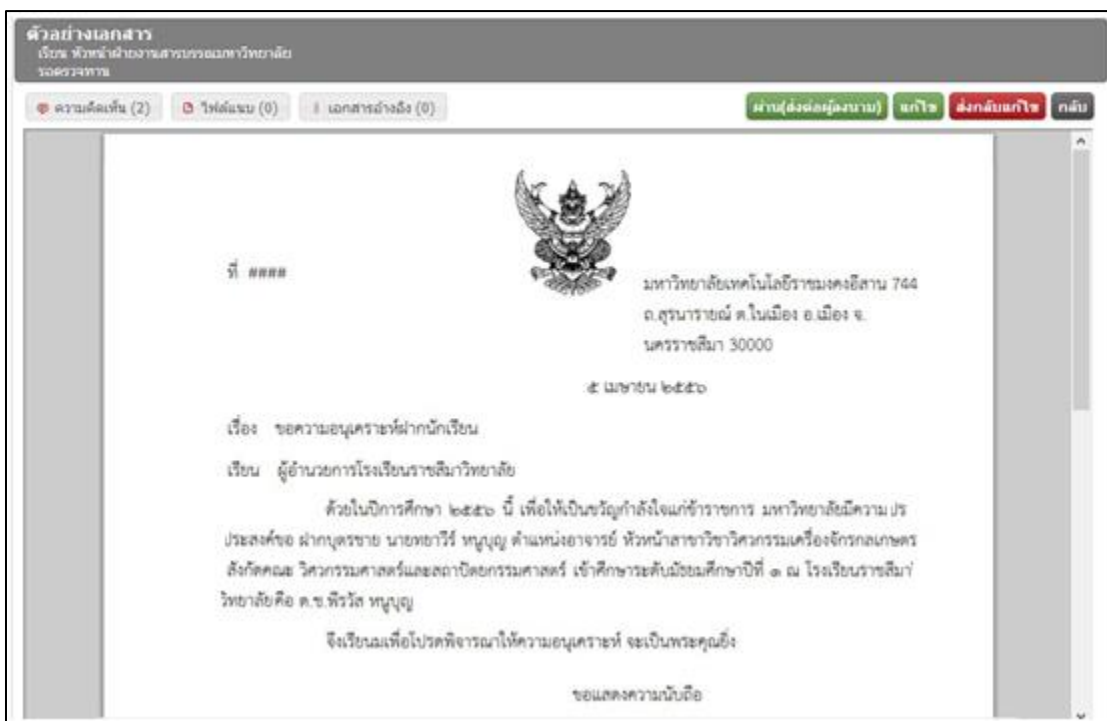 ตัวอย่างเอกสาร
เรียน หัวหน้าฝ่ายงานสารบรรณมหาวิทยาลัย
รอตรวจทาน
ความคิดเห็น (2) ไฟล์แนบ (0) เอกสารอ้างอิง (0) ผ่าน(ส่งต่อผู้ลงนาม) แก้ไข ส่งกลับแก้ไข กลับ
ที่ ####
มหาวิทยาลัยเทคโนโลยีราชมงคลอีสาน 744
ถ.สุรนารายณ์ ต.ในเมือง อ.เมือง จ.
นครราชสีมา 30000
๕ เมษายน ๒๕๕๖
เรื่อง ขอความอนุเคราะห์ฝากนักเรียน
เรียน ผู้อำนวยการโรงเรียนราชสีมาวิทยาลัย
ด้วยในปีการศึกษา ๒๕๕๖ นี้ เพื่อให้เป็นขวัญกำลังใจแก่ข้าราชการ มหาวิทยาลัยมีความปร
ประสงค์ขอ ฝากบุตรชาย นายทยาวีร์ หนูบุญ ตำแหน่งอาจารย์ หัวหน้าสาขาวิชาวิศวกรรมเครื่องจักรกลเกษตร
สังกัดคณะ วิศวกรรมศาสตร์และสถาปัตยกรรมศาสตร์ เข้าศึกษาระดับมัธยมศึกษาปีที่ ๑ ณ โรงเรียนราชสีมา
วิทยาลัยคือ ด.ช.พีรวัส หนูบุญ
จึงเรียนมเพื่อโปรดพิจารณาให้ความอนุเคราะห์ จะเป็นพระคุณยิ่ง
ขอแสดงความนับถือ